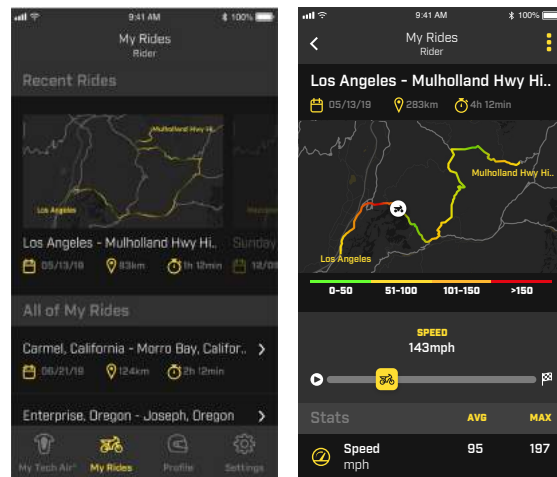 9:41 AM
100%
My Rides
Rider
Recent Rides
Mulholland Hwy Hi..
Los Angeles
Los Angeles - Mulholland Hwy Hi..
Sunday
05/13/19
83km
1h 12min
All of My Rides
Carmel, California - Morro Bay, Califor..
06/21/19
124km
2h 12min
Enterprise, Oregon - Joseph, Oregon
My Tech Air®
My Rides
Profile
Settings
9:41 AM
100%
My Rides
Rider
Los Angeles - Mulholland Hwy Hi..
05/13/19
283km
4h 12min
Mulholland Hwy Hi..
Los Angeles
0-50
51-100
101-150
>150
SPEED
143mph
Stats
AVG
MAX
Speed
95
197
mph